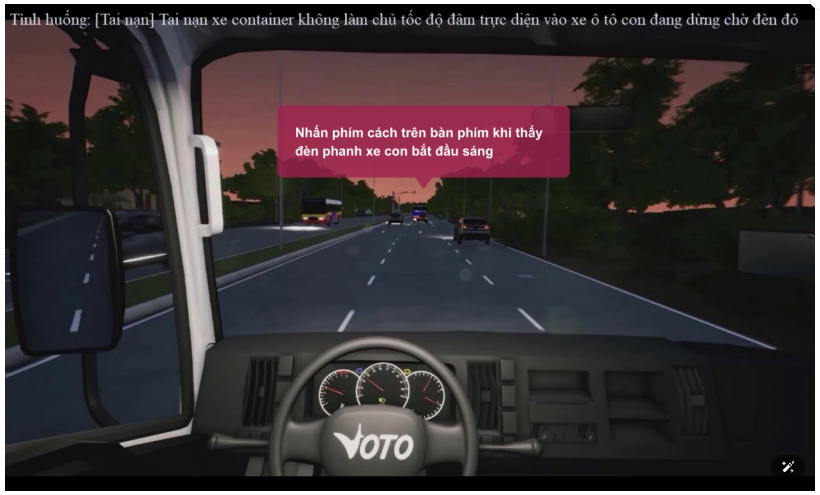 Tình huống: [Tai nạn] Tai nạn xe container không làm chủ tốc độ đâm trực diện vào xe ô tô con đang dừng chờ đèn đỏ
Nhấn phím cách trên bàn phím khi thấy
đèn phanh xe con bắt đầu sáng
VOTO